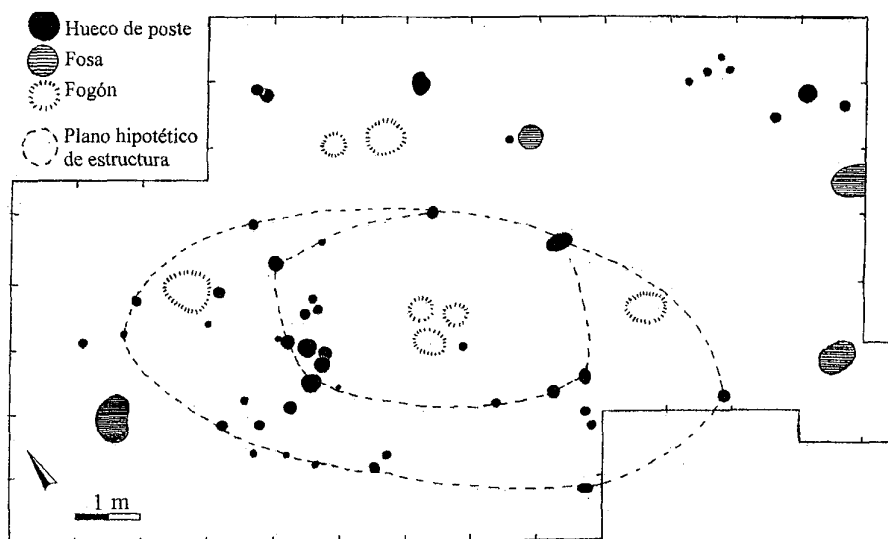 Hueco de poste
Fosa
Fogón
Plano hipotético
de estructura
1 m